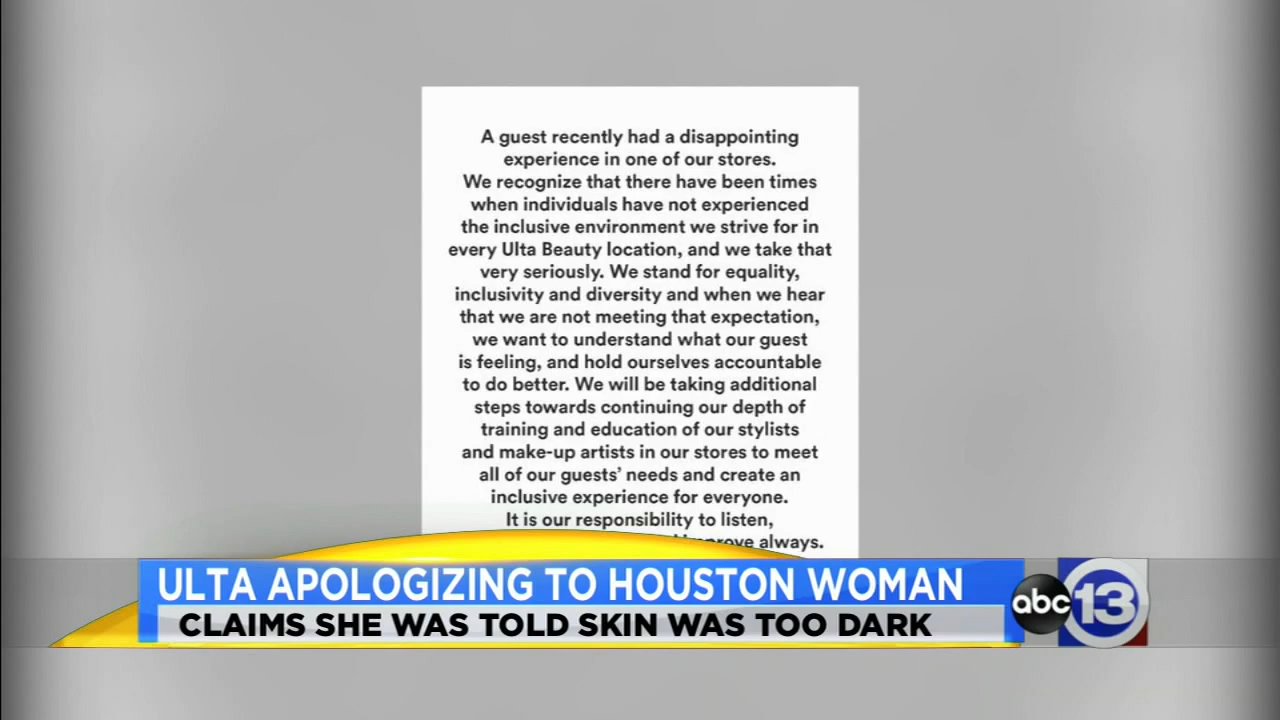 A guest recently had a disappointing
experience in one of our stores.
We recognize that there have been times
when individuals have not experienced
the inclusive environment we strive for in
every Ulta Beauty location, and we take that
very seriously. We stand for equality,
inclusivity and diversity and when we hear
that we are not meeting that expectation,
we want to understand what our guest
is feeling, and hold ourselves accountable
to do better. We will be taking additional
steps towards continuing our depth of
training and education of our stylists
and make-up artists in our stores to meet
all of our guests’ needs and create an
inclusive experience for everyone.
It is our responsibility to listen,
improve always.
ULTA APOLOGIZING TO HOUSTON WOMAN
CLAIMS SHE WAS TOLD SKIN WAS TOO DARK
abc 13